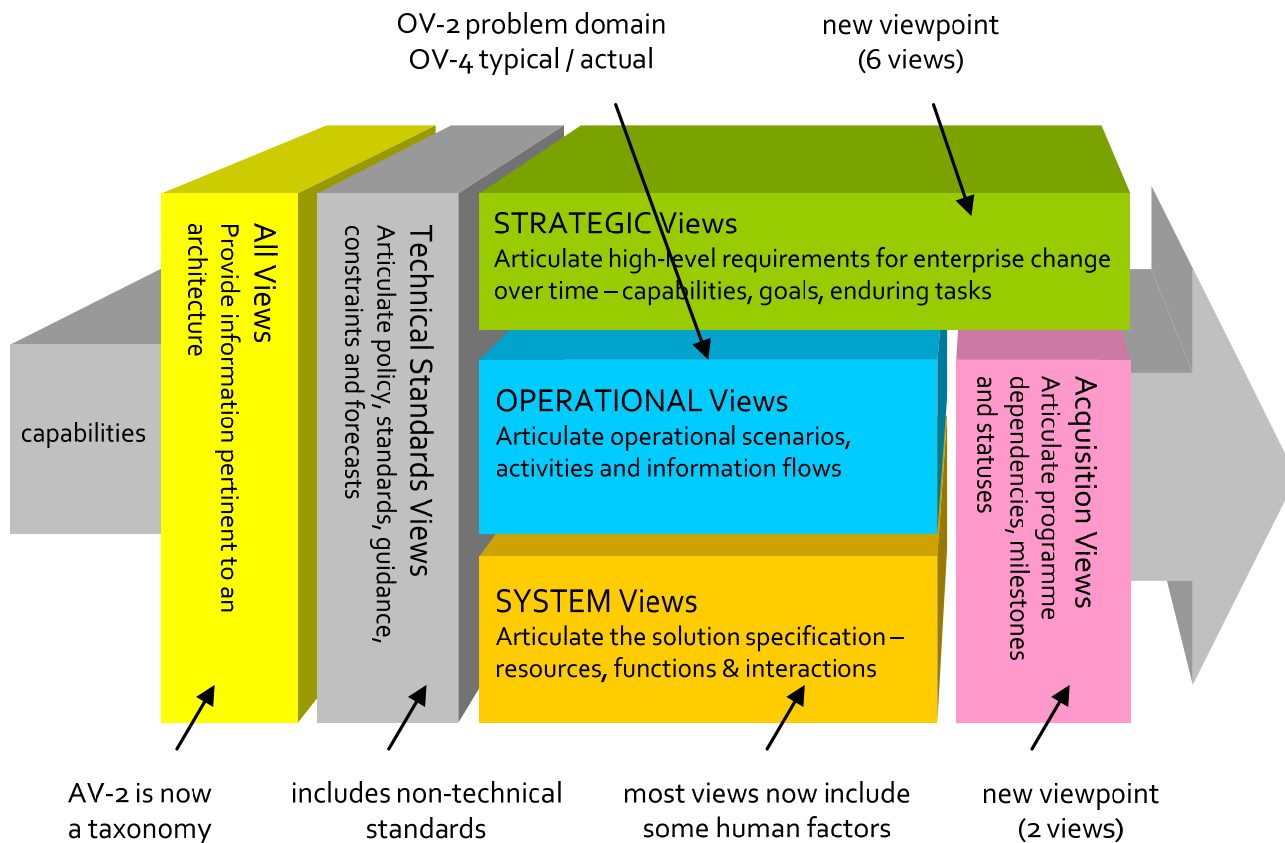 OV-2 problem domain
OV-4 typical / actual
new viewpoint
(6 views)
capabilities
All Views
Provide information pertinent to an
architecture
Technical Standards Views
Articulate policy, standards, guidance,
constraints and forecasts
STRATEGIC Views
Articulate high-level requirements for enterprise change
over time – capabilities, goals, enduring tasks
OPERATIONAL Views
Articulate operational scenarios,
activities and information flows
SYSTEM Views
Articulate the solution specification –
resources, functions & interactions
Acquisition Views
Articulate programme
dependencies, milestones
and statuses
AV-2 is now
a taxonomy
includes non-technical
standards
most views now include
some human factors
new viewpoint
(2 views)